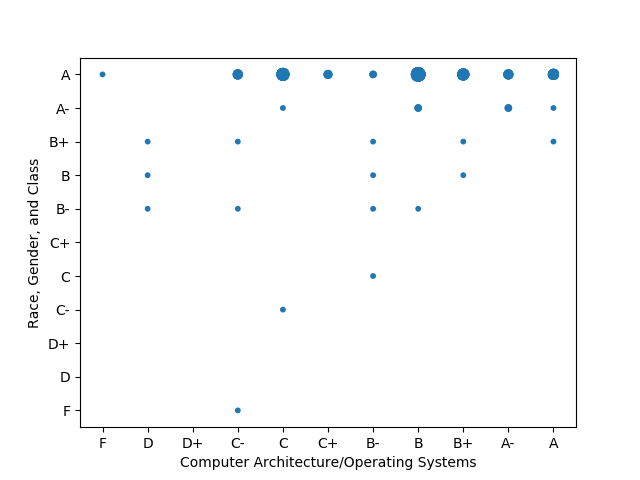 Race, Gender, and Class
A
A-
B+
B
B-
C+
C
C-
D+
D
F
F D D+ C- C C+ B- B B+ A- A
Computer Architecture/Operating Systems